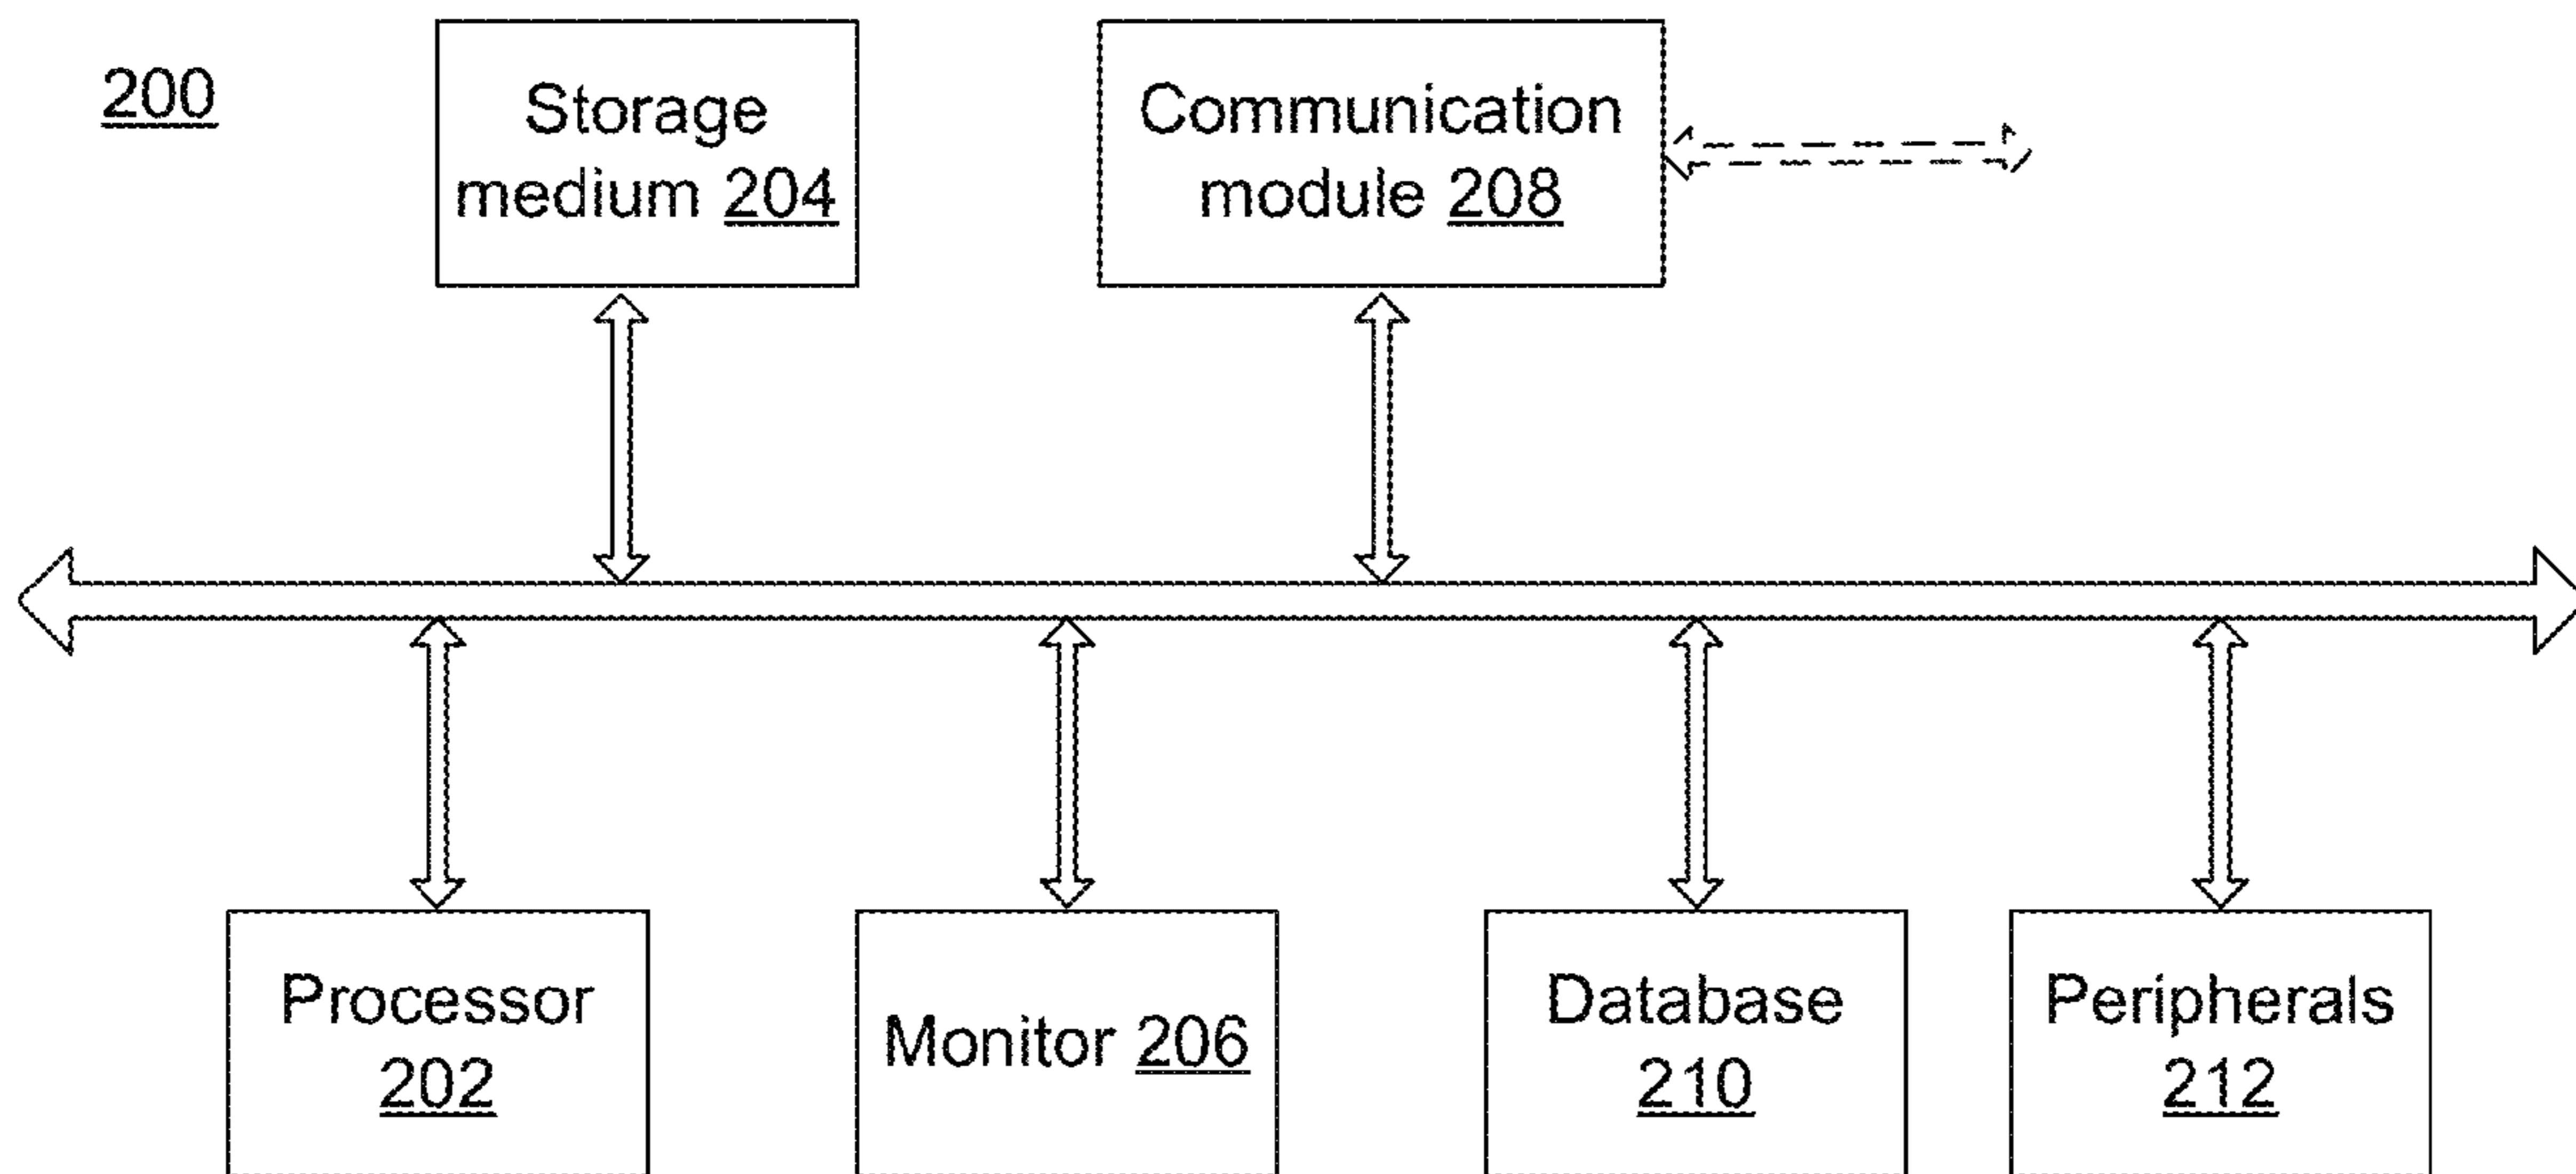 200
Storage
medium 204
Communication
module 208
Processor
202
Monitor 206
Database
210
Peripherals
212